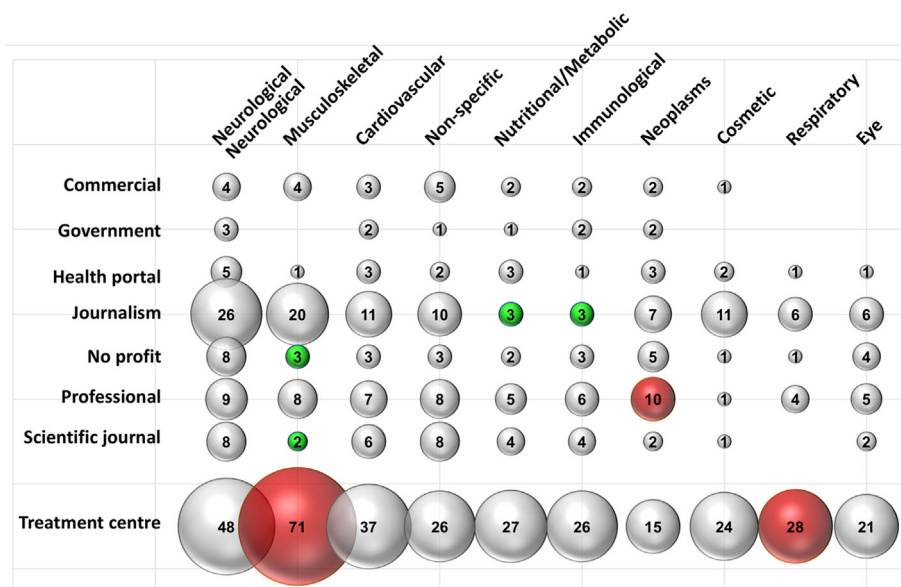 Neurological
Neurological
Musculoskeletal
Cardiovascular
Non-specific
Nutritional/Metabolic
Immunological
Neoplasms
Cosmetic
Respiratory
Eye
Commercial 4 4 3 5 2 2 2 1
Government 3 2 1 1 2 2
Health portal 5 1 3 2 3 1 3 2 1 1
Journalism 26 20 11 10 3 3 7 11 6 6
No profit 8 3 3 3 2 3 5 1 1 4
Professional 9 8 7 8 5 6 10 1 4 5
Scientific journal 8 2 6 8 4 4 2 1 2
Treatment centre 48 71 37 26 27 26 15 24 28 21